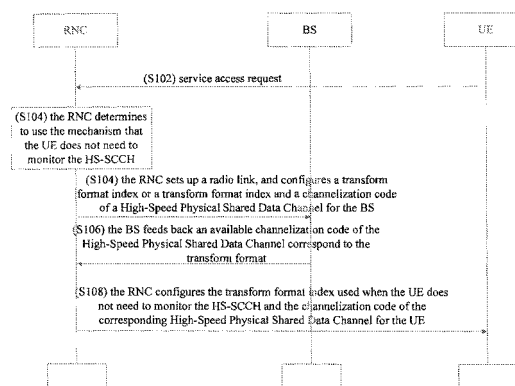 RNC
BS
UE
(S102) service access request
(S104) the RNC determines
to use the mechanism that
the UE does not need to
monitor the HS-SCCH
(S104) the RNC sets up a radio link, and configures a transform
format index or a transform format index and a channelization code
of a High-Speed Physical Shared Data Channel for the BS
(S106) the BS feeds back an available channelization code of the
High-Speed Physical Shared Data Channel correspond to the
transform format
(S108) the RNC configures the transform format index used when the UE does
not need to monitor the HS-SCCH and the channelization code of the
corresponding High-Speed Physical Shared Data Channel for the UE